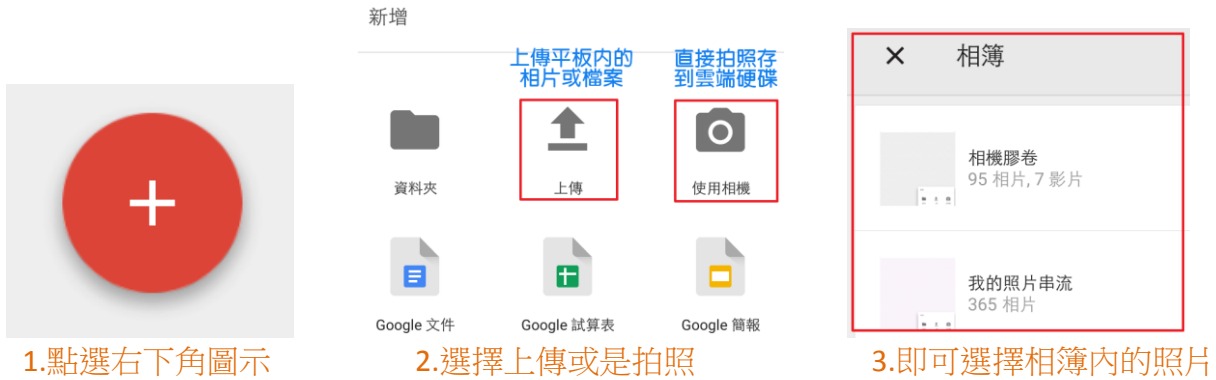 新增
上傳平板內的
相片或檔案
直接拍照存
到雲端硬碟
資料夾
上傳
使用相機
Google 文件
Google 試算表
Google 簡報
相簿
相機膠卷
95 相片, 7 影片
我的照片串流
365 相片
1.點選右下角圖示
2.選擇上傳或是拍照
3.即可選擇相簿內的照片